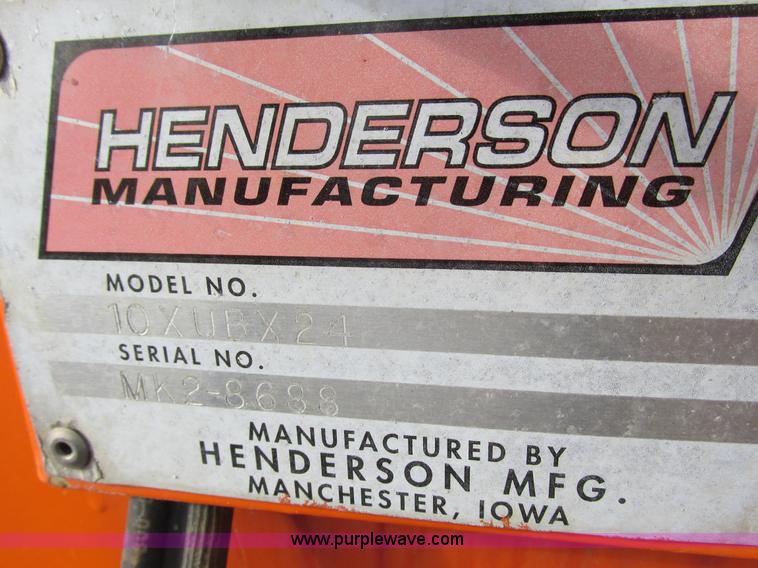 HENDERSON
MANUFACTURING
MODEL NO.
10XUBX24
SERIAL NO.
MK2-8688
MANUFACTURED BY
HENDERSON MFG.
MANCHESTER, IOWA
www.purplewave.com